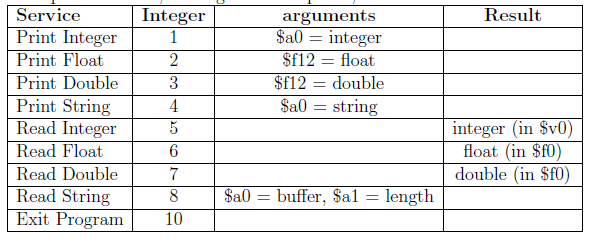 Service Integer arguments Result
Print Integer 1 $a0 = integer
Print Float 2 $f12 = float
Print Double 3 $f12 = double
Print String 4 $a0 = string
Read Integer 5 integer (in $v0)
Read Float 6 float (in $f0)
Read Double 7 double (in $f0)
Read String 8 $a0 = buffer, $a1 = length
Exit Program 10